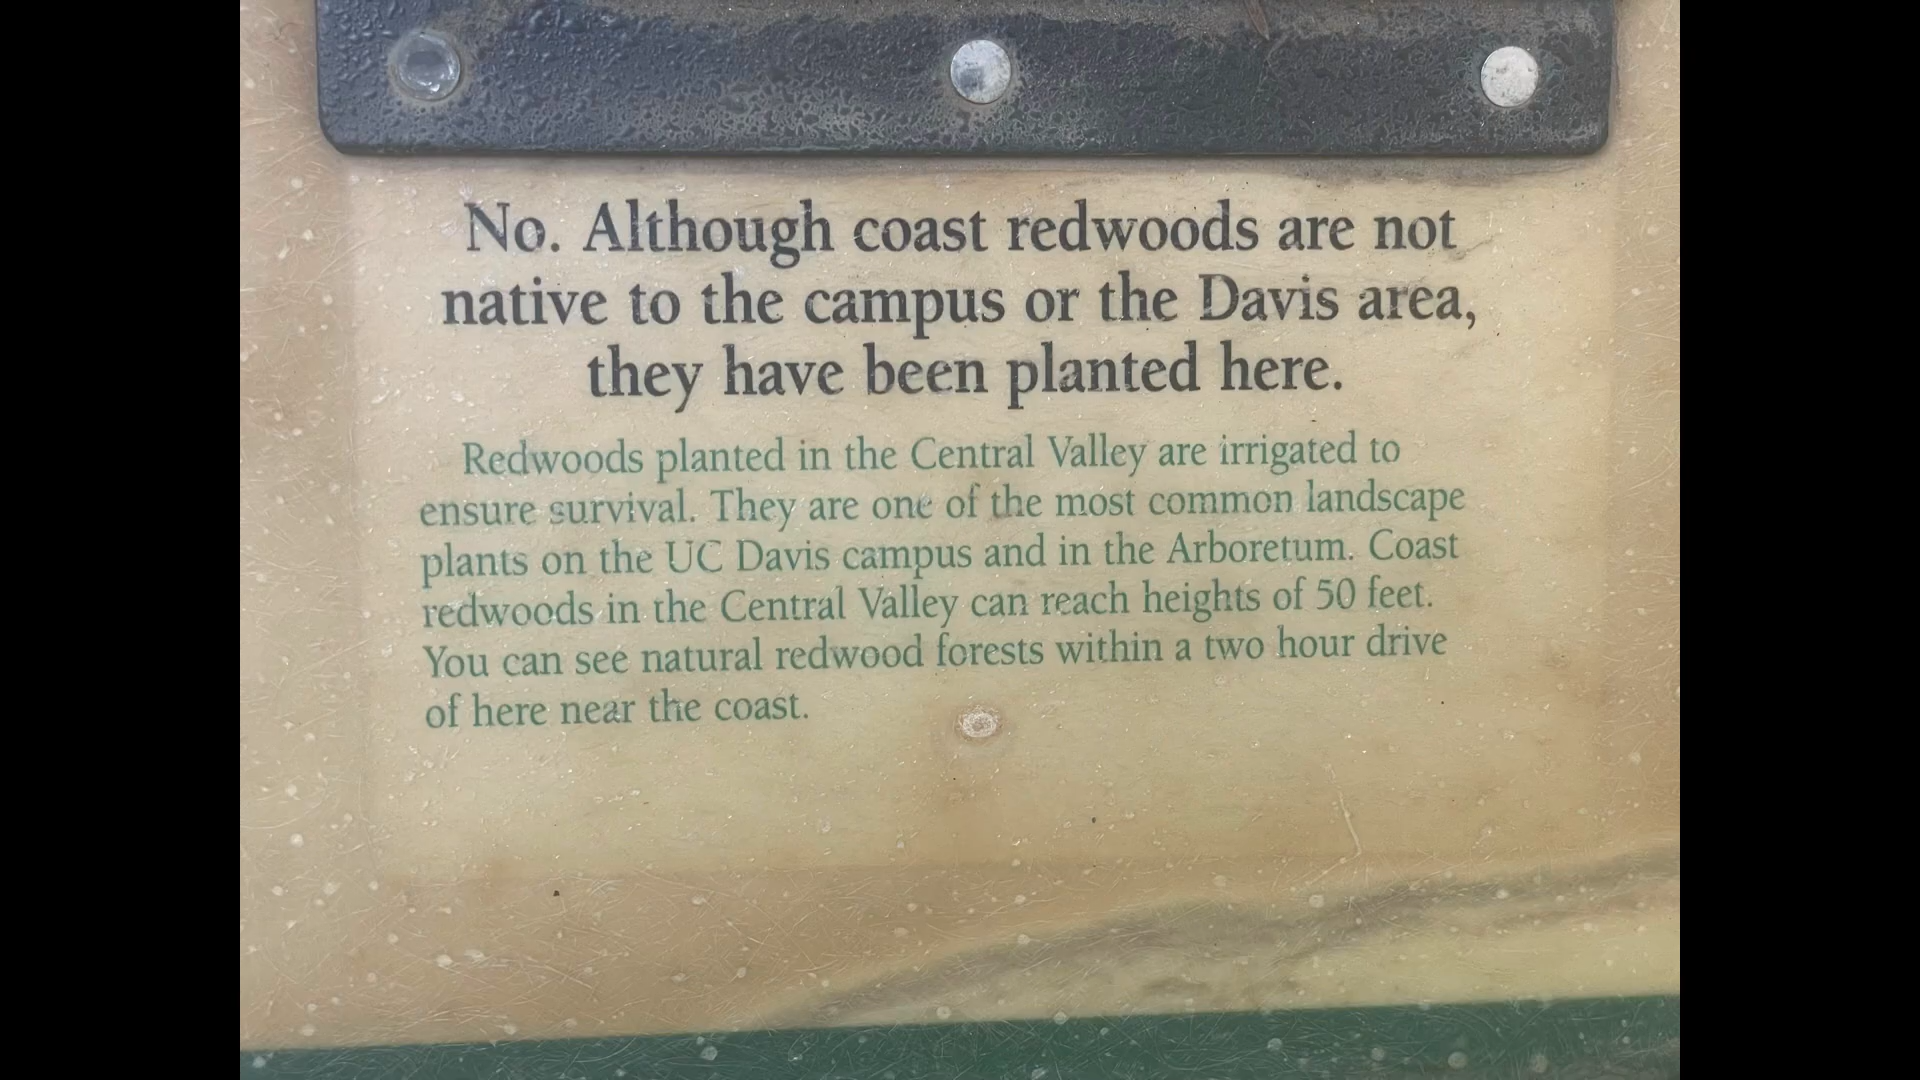 No. Although coast redwoods are not
native to the campus or the Davis area,
they have been planted here.
Redwoods planted in the Central Valley are irrigated to
ensure survival. They are one of the most common landscape
plants on the UC Davis campus and in the Arboretum. Coast
redwoods in the Central Valley can reach heights of 50 feet.
You can see natural redwood forests within a two hour drive
of here near the coast.